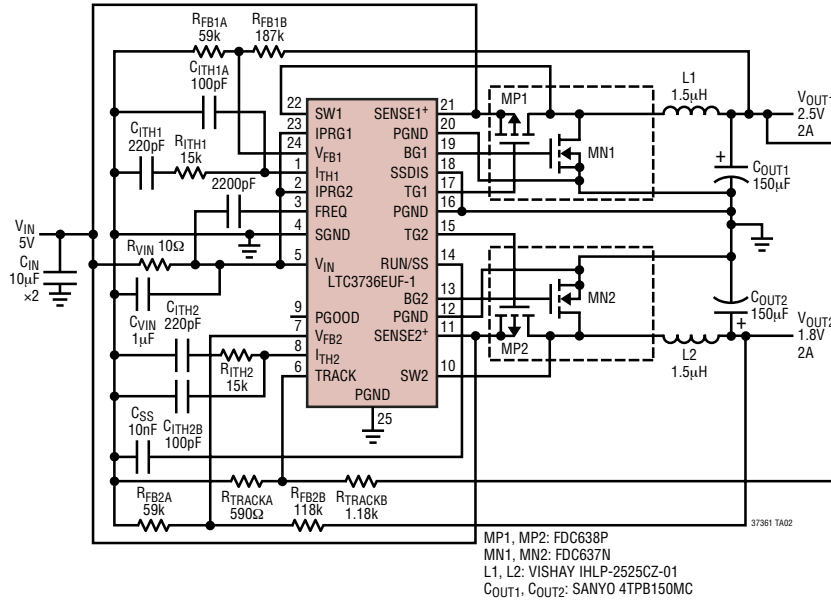 RFB1A
59k
RFB1B
187k
CITH1A
100pF
CITH1
220pF
RITH1
15k
2200pF
VIN
5V
CIN
10µF
×2
RVIN 10Ω
CVIN
1µF
CITH2
220pF
RITH2
15k
CSS
10nF
CITH2B
100pF
RFB2A
59k
RTRACKA
590Ω
RFB2B
118k
RTRACKB
1.18k
22 SW1
23 IPRG1
24 VFB1
1 ITH1
2 IPRG2
3 FREQ
4 SGND
5 VIN
LTC3736EUF-1
9 PGOOD
7 VFB2
8 ITH2
6 TRACK
PGND
25
SENSE1+ 21
PGND 20
BG1 19
SSDIS 18
TG1 17
PGND 16
TG2 15
RUN/SS 14
BG2 13
PGND 12
SENSE2+ 11
SW2 10
MP1
MN1
L1
1.5µH
VOUT1
2.5V
2A
+
COUT1
150µF
MN2
MP2
COUT2
150µF
+
L2
1.5µH
VOUT2
1.8V
2A
37361 TA02
MP1, MP2: FDC638P
MN1, MN2: FDC637N
L1, L2: VISHAY IHLP-2525CZ-01
COUT1, COUT2: SANYO 4TPB150MC